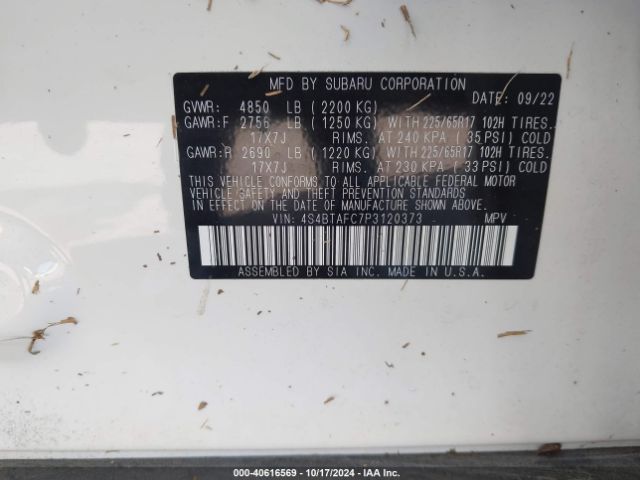 MFD BY SUBARU CORPORATION
DATE: 09/22
GVWR: 4850 LB (2200 KG)
GAWR:F 2756 LB (1250 KG) WITH 225/65R17 102H TIRES.
17X7J RIMS. AT 240 KPA ( 35 PSI) COLD
GAWR:R 2690 LB (1220 KG) WITH 225/65R17 102H TIRES.
17X7J RIMS. AT 230 KPA ( 33 PSI) COLD
THIS VEHICLE CONFORMS TO ALL APPLICABLE FEDERAL MOTOR
VEHICLE SAFETY AND THEFT PREVENTION STANDARDS
IN EFFECT ON THE DATE OF MANUFACTURE SHOWN ABOVE.
VIN: 4S4BTAFC7P3120373 MPV
ASSEMBLED BY SIA INC. MADE IN U.S.A.
000-40616569 - 10/17/2024 - IAAI.COM